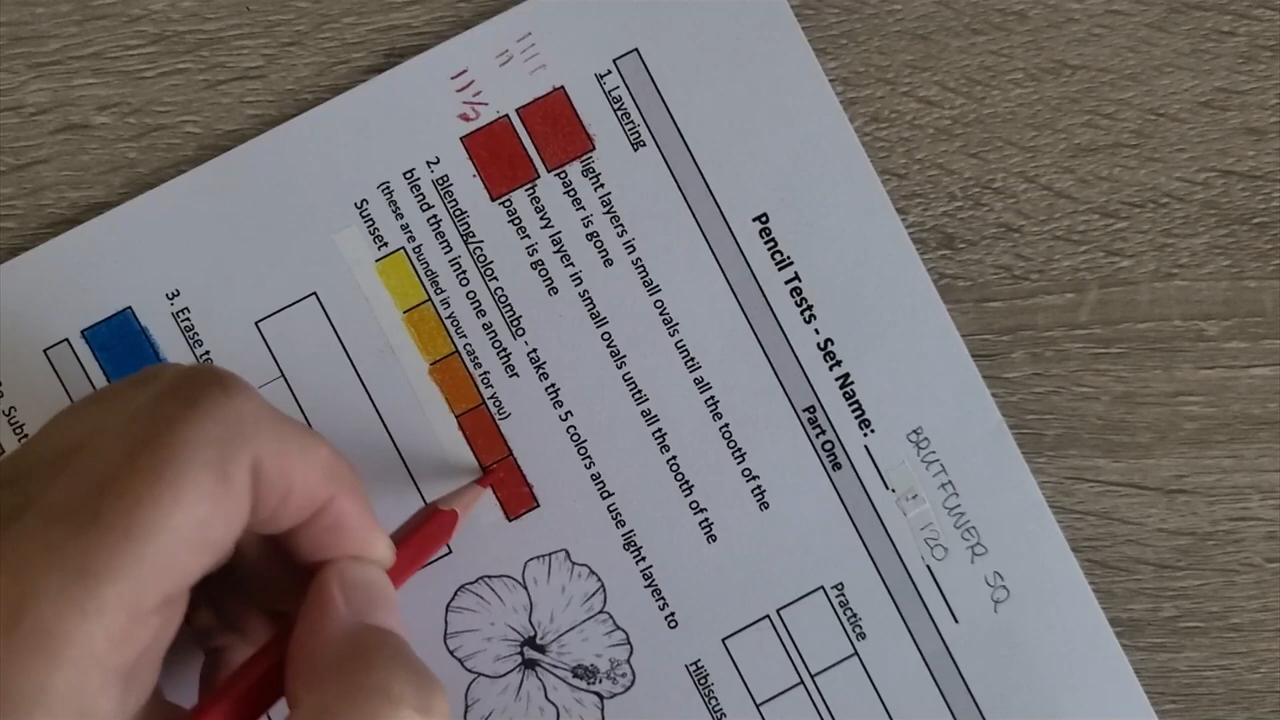 Pencil Tests - Set Name:
BRUTFUNER SQ
120
Part One
1. Layering
light layers in small ovals until all the tooth of the
paper is gone
heavy layer in small ovals until all the tooth of the
paper is gone
2. Blending/color combo - take the 5 colors and use light layers to
blend them into one another
(these are bundled in your case for you)
Sunset
Practice
Hibiscus
3. Erase
Subt